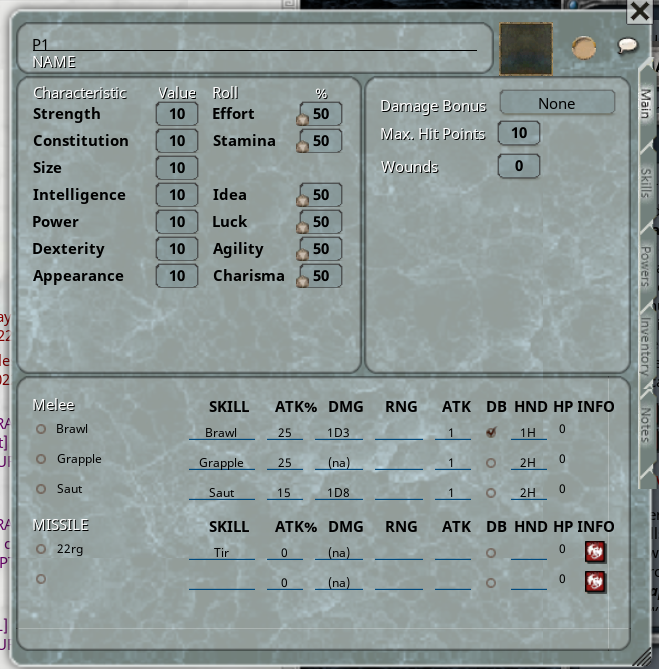 P1
NAME
Characteristic Value Roll %
Strength 10 Effort 50
Constitution 10 Stamina 50
Size 10
Intelligence 10 Idea 50
Power 10 Luck 50
Dexterity 10 Agility 50
Appearance 10 Charisma 50
Damage Bonus None
Max. Hit Points 10
Wounds 0
Main
Skills
Powers
Inventory
Notes
Melee SKILL ATK% DMG RNG ATK DB HND HP INFO
Brawl Brawl 25 1D3 1 1H 0
Grapple Grapple 25 (na) 1 2H 0
Saut Saut 15 1D8 1 2H 0
MISSILE SKILL ATK% DMG RNG ATK DB HND HP INFO
22rg Tir 0 (na) 0
0 (na) 0